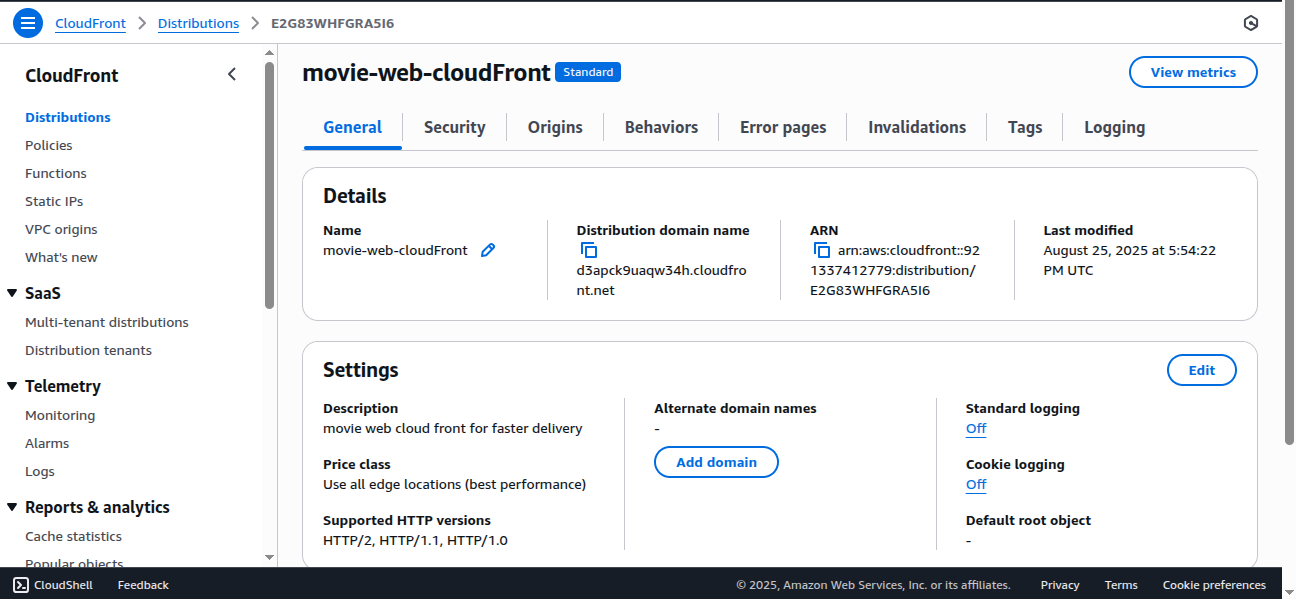 CloudFront
Distributions
E2G83WHFGRA5I6
CloudFront
Distributions
Policies
Functions
Static IPs
VPC origins
What's new
SaaS
Multi-tenant distributions
Distribution tenants
Telemetry
Monitoring
Alarms
Logs
Reports & analytics
Cache statistics
Popular objects
movie-web-cloudFront
Standard
View metrics
General
Security
Origins
Behaviors
Error pages
Invalidations
Tags
Logging
Details
Name
movie-web-cloudFront
Distribution domain name
d3apck9uaqw34h.cloudfro
nt.net
ARN
arn:aws:cloudfront::92
1337412779:distribution/
E2G83WHFGRA5I6
Last modified
August 25, 2025 at 5:54:22
PM UTC
Settings
Edit
Description
movie web cloud front for faster delivery
Price class
Use all edge locations (best performance)
Supported HTTP versions
HTTP/2, HTTP/1.1, HTTP/1.0
Alternate domain names
-
Add domain
Standard logging
Off
Cookie logging
Off
Default root object
-
CloudShell
Feedback
© 2025, Amazon Web Services, Inc. or its affiliates.
Privacy
Terms
Cookie preferences